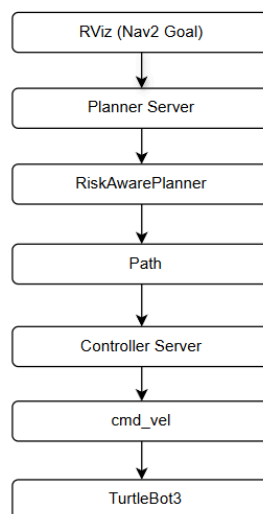 RViz (Nav2 Goal)
Planner Server
RiskAwarePlanner
Path
Controller Server
cmd_vel
TurtleBot3